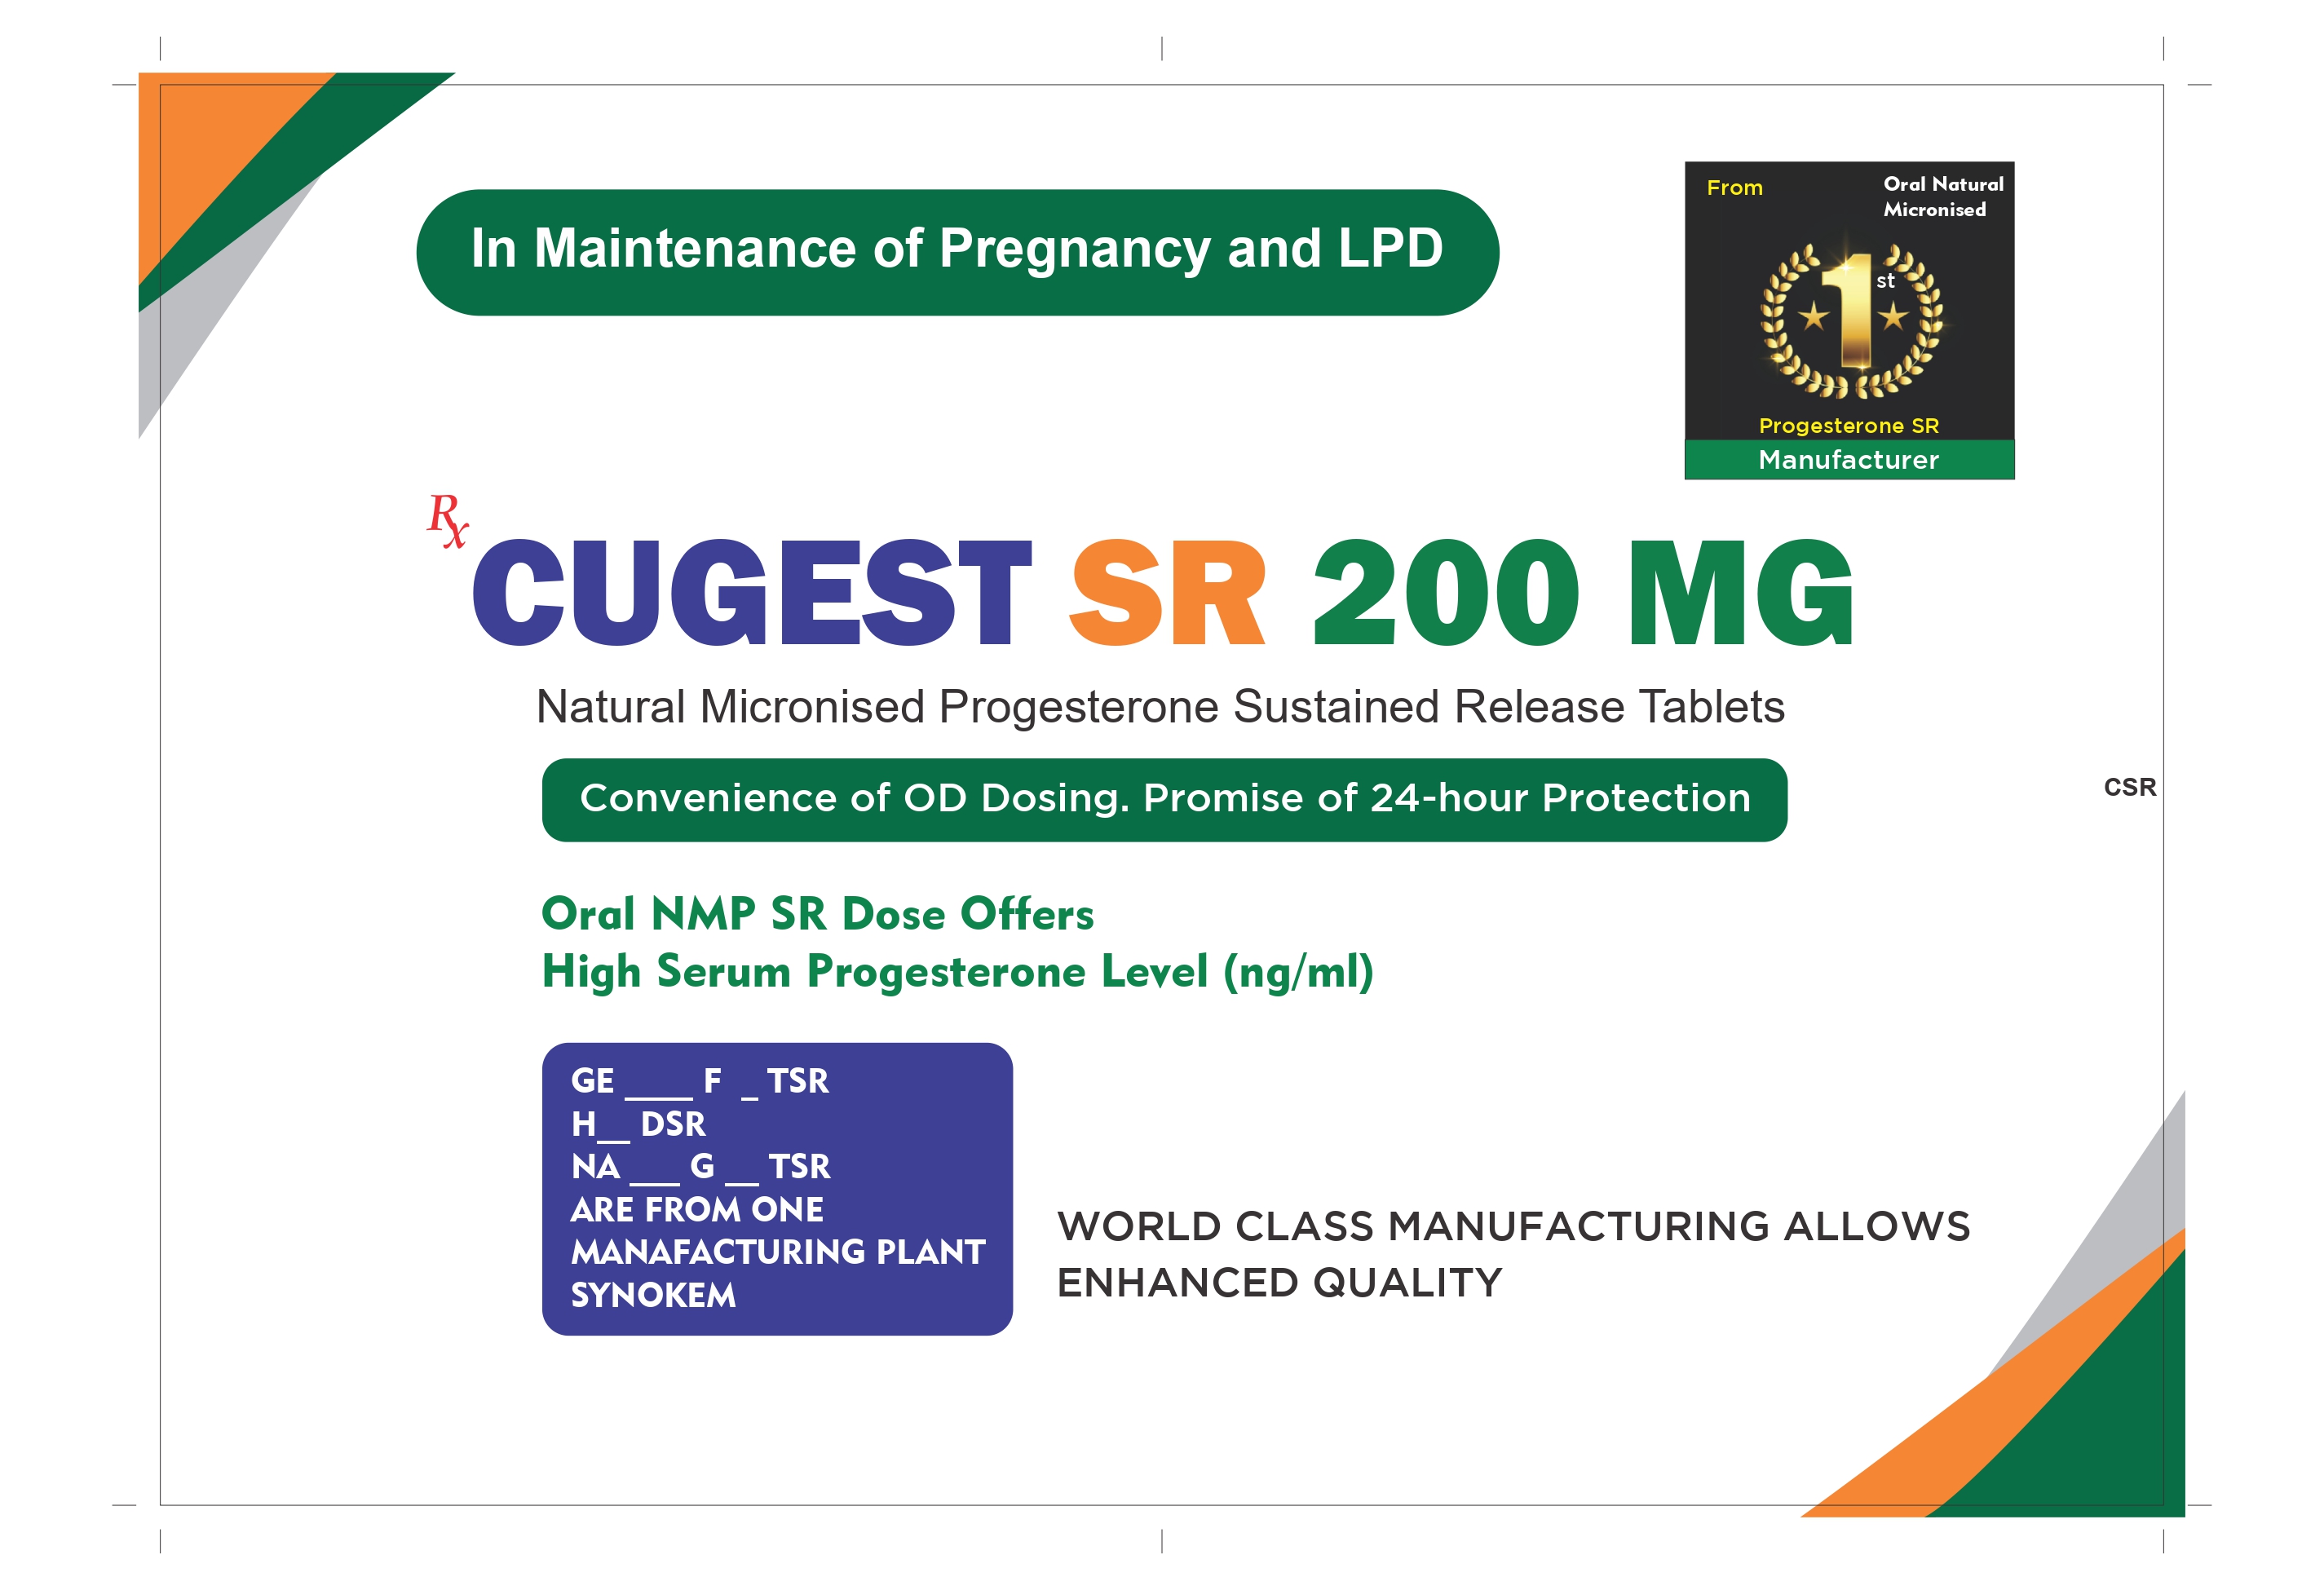 In Maintenance of Pregnancy and LPD
From
Oral Natural
Micronised
1st
Progesterone SR
Manufacturer
Rx
CUGEST SR 200 MG
Natural Micronised Progesterone Sustained Release Tablets
Convenience of OD Dosing. Promise of 24-hour Protection
CSR
Oral NMP SR Dose Offers
High Serum Progesterone Level (ng/ml)
GE ____ F _ TSR
H__ DSR
NA ___ G __ TSR
ARE FROM ONE
MANAFACTURING PLANT
SYNOKEM
WORLD CLASS MANUFACTURING ALLOWS
ENHANCED QUALITY